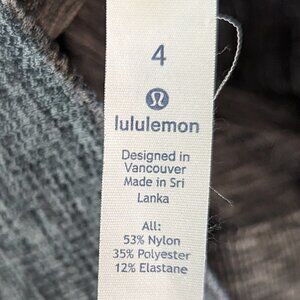 4
lululemon
Designed in
Vancouver
Made in Sri
Lanka
All:
53% Nylon
35% Polyester
12% Elastane